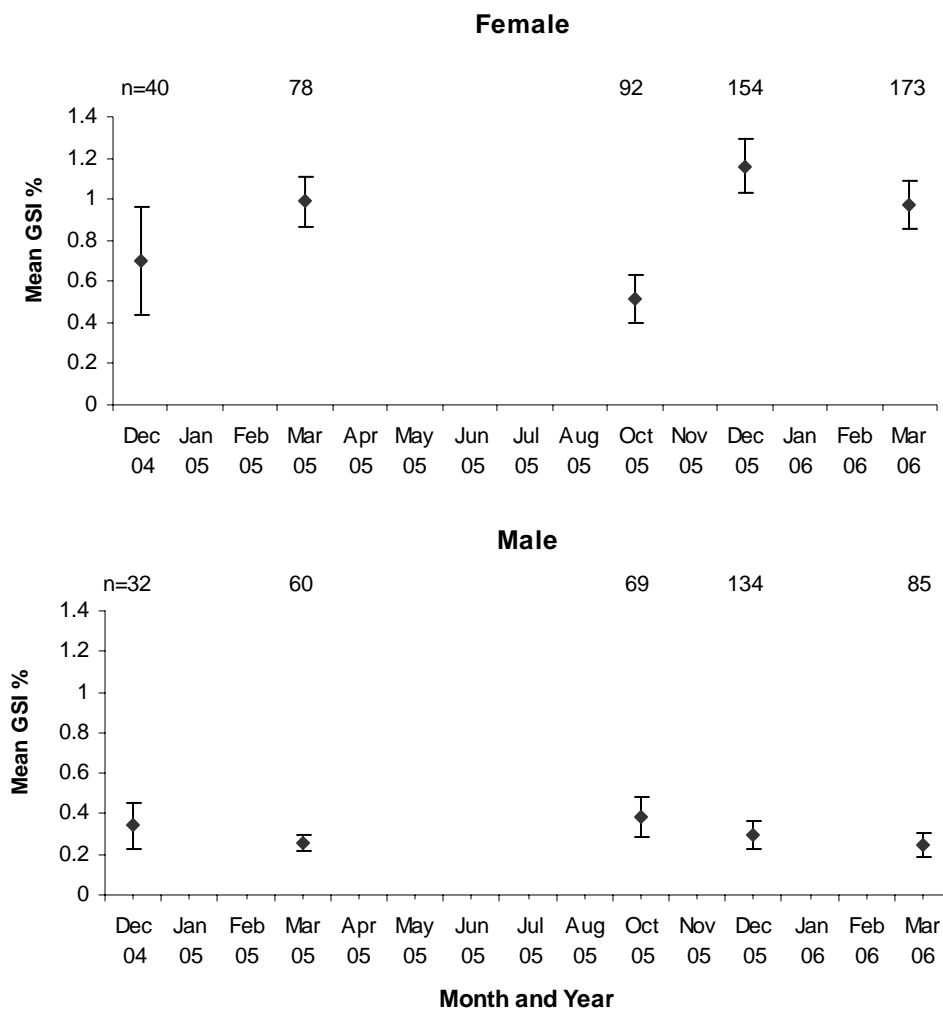 Female
n=40 78 92 154 173
1.4
1.2
1
0.8
0.6
0.4
0.2
0
Mean GSI %
Dec Jan Feb Mar Apr May Jun Jul Aug Oct Nov Dec Jan Feb Mar
04 05 05 05 05 05 05 05 05 05 05 05 06 06 06
Male
n=32 60 69 134 85
1.4
1.2
1
0.8
0.6
0.4
0.2
0
Mean GSI %
Dec Jan Feb Mar Apr May Jun Jul Aug Oct Nov Dec Jan Feb Mar
04 05 05 05 05 05 05 05 05 05 05 05 06 06 06
Month and Year